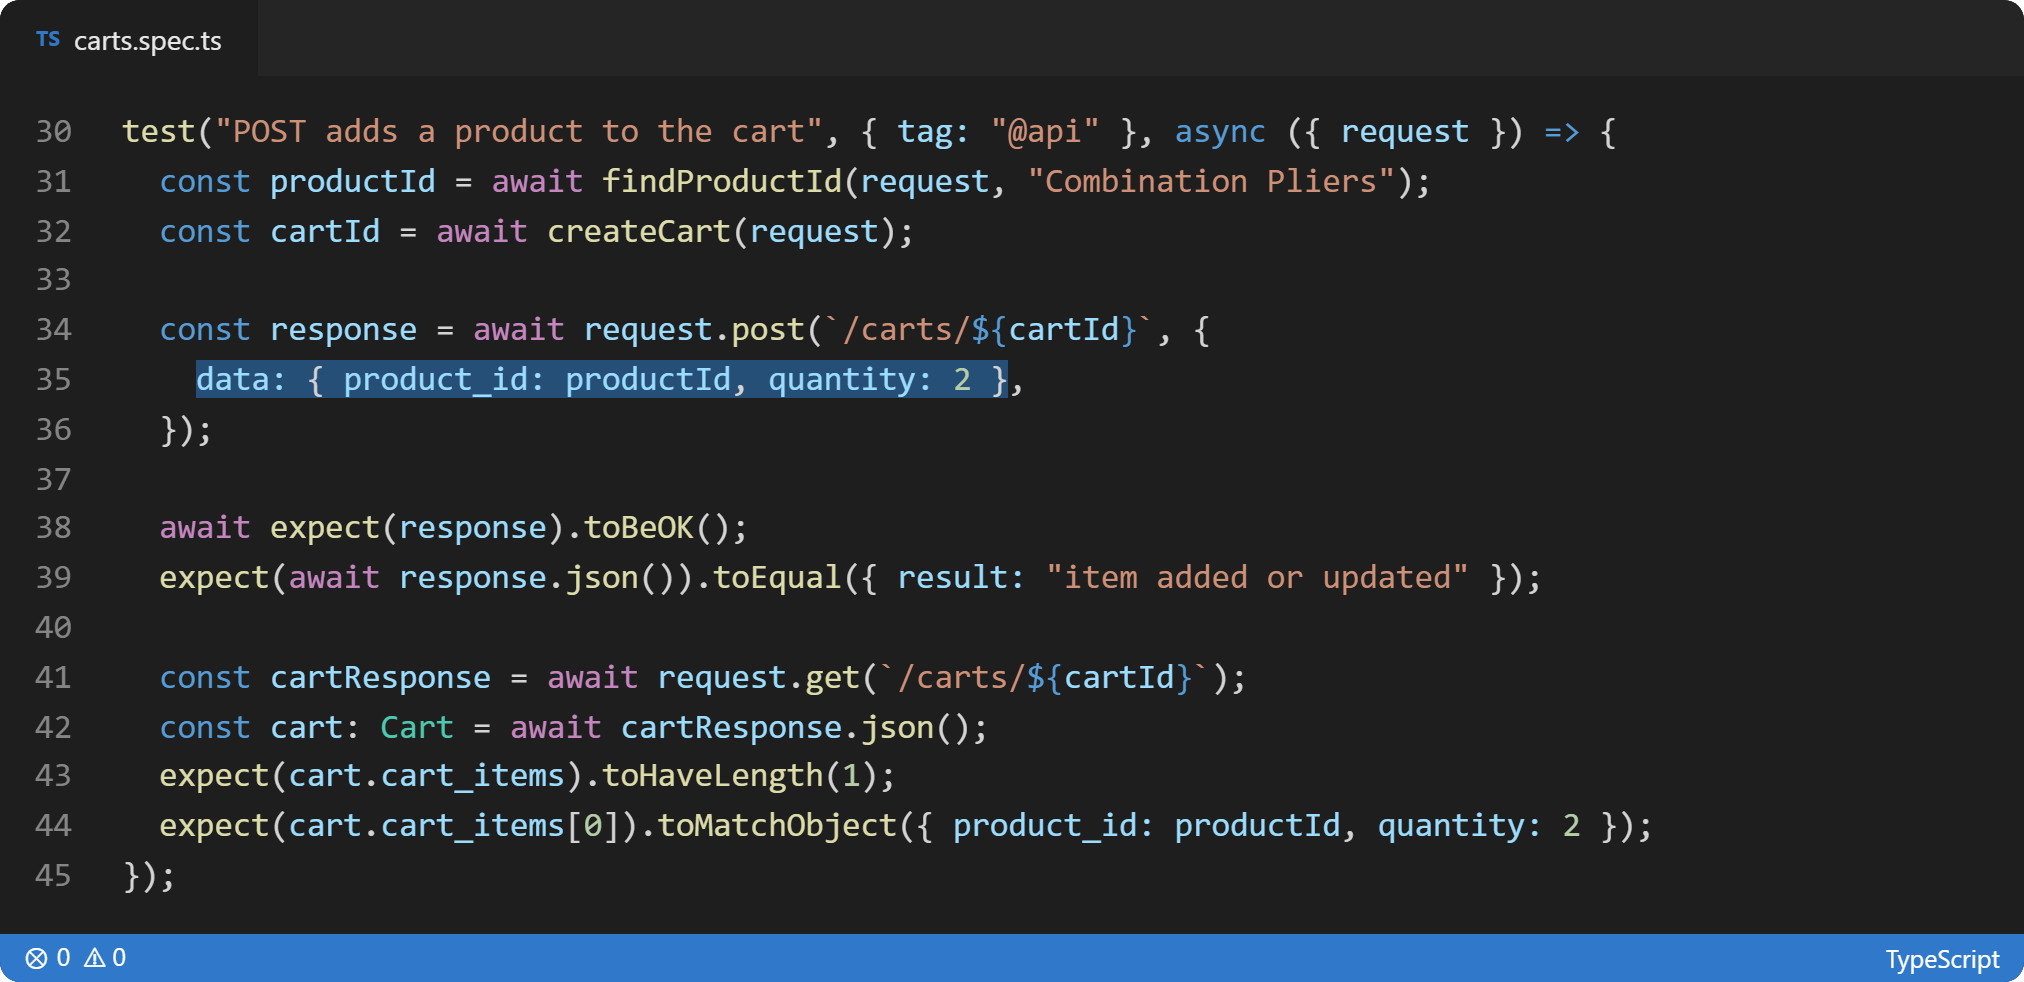 TS carts.spec.ts
30 test("POST adds a product to the cart", { tag: "@api" }, async ({ request }) => {
31 const productId = await findProductId(request, "Combination Pliers");
32 const cartId = await createCart(request);
33
34 const response = await request.post(`/carts/${cartId}`, {
35 data: { product_id: productId, quantity: 2 },
36 });
37
38 await expect(response).toBeOK();
39 expect(await response.json()).toEqual({ result: "item added or updated" });
40
41 const cartResponse = await request.get(`/carts/${cartId}`);
42 const cart: Cart = await cartResponse.json();
43 expect(cart.cart_items).toHaveLength(1);
44 expect(cart.cart_items[0]).toMatchObject({ product_id: productId, quantity: 2 });
45 });
0 0 TypeScript